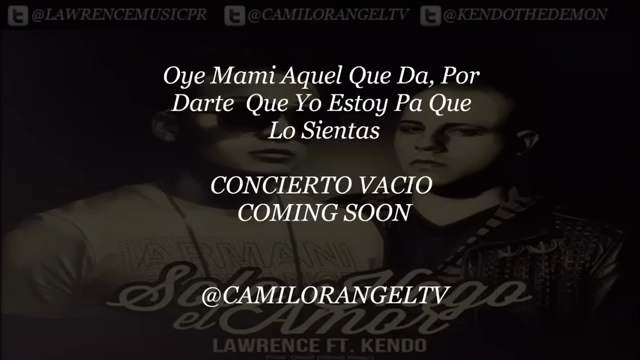 @LAWRENCEMUSICPR @CAMILORANGELTV @KENDOTHEDEMON
Oye Mami Aquel Que Da, Por
Darte Que Yo Estoy Pa Que
Lo Sientas
CONCIERTO VACIO
COMING SOON
ARMANI
@CAMILORANGELTV
Solo Hago
el Amor
LAWRENCE FT. KENDO